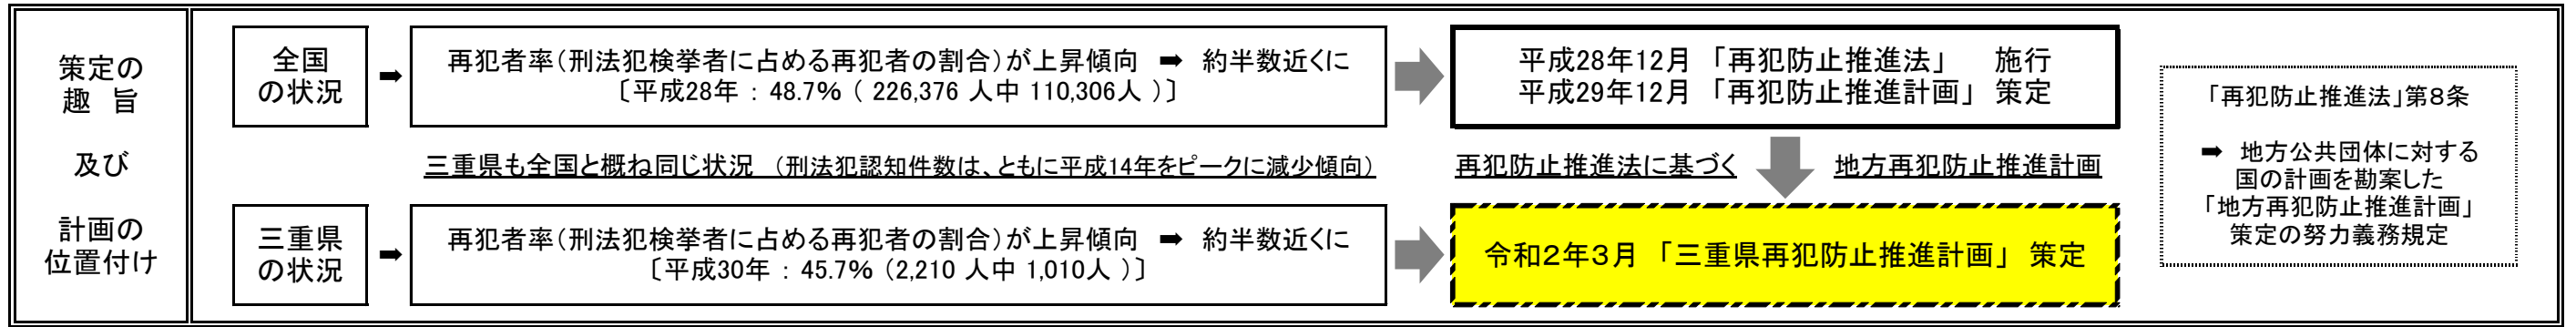 策定の
趣 旨
及び
計画の
位置付け
全国
の状況
➡
再犯者率(刑法犯検挙者に占める再犯者の割合)が上昇傾向 ➡ 約半数近くに
〔平成28年 : 48.7% ( 226,376 人中 110,306人 )〕
平成28年12月 「再犯防止推進法」 施行
平成29年12月 「再犯防止推進計画」 策定
三重県も全国と概ね同じ状況 (刑法犯認知件数は、ともに平成14年をピークに減少傾向)
再犯防止推進法に基づく 地方再犯防止推進計画
三重県
の状況
➡
再犯者率(刑法犯検挙者に占める再犯者の割合)が上昇傾向 ➡ 約半数近くに
〔平成30年 : 45.7% (2,210 人中 1,010人 )〕
令和2年3月 「三重県再犯防止推進計画」 策定
「再犯防止推進法」第8条
➡ 地方公共団体に対する
国の計画を勘案した
「地方再犯防止推進計画」
策定の努力義務規定